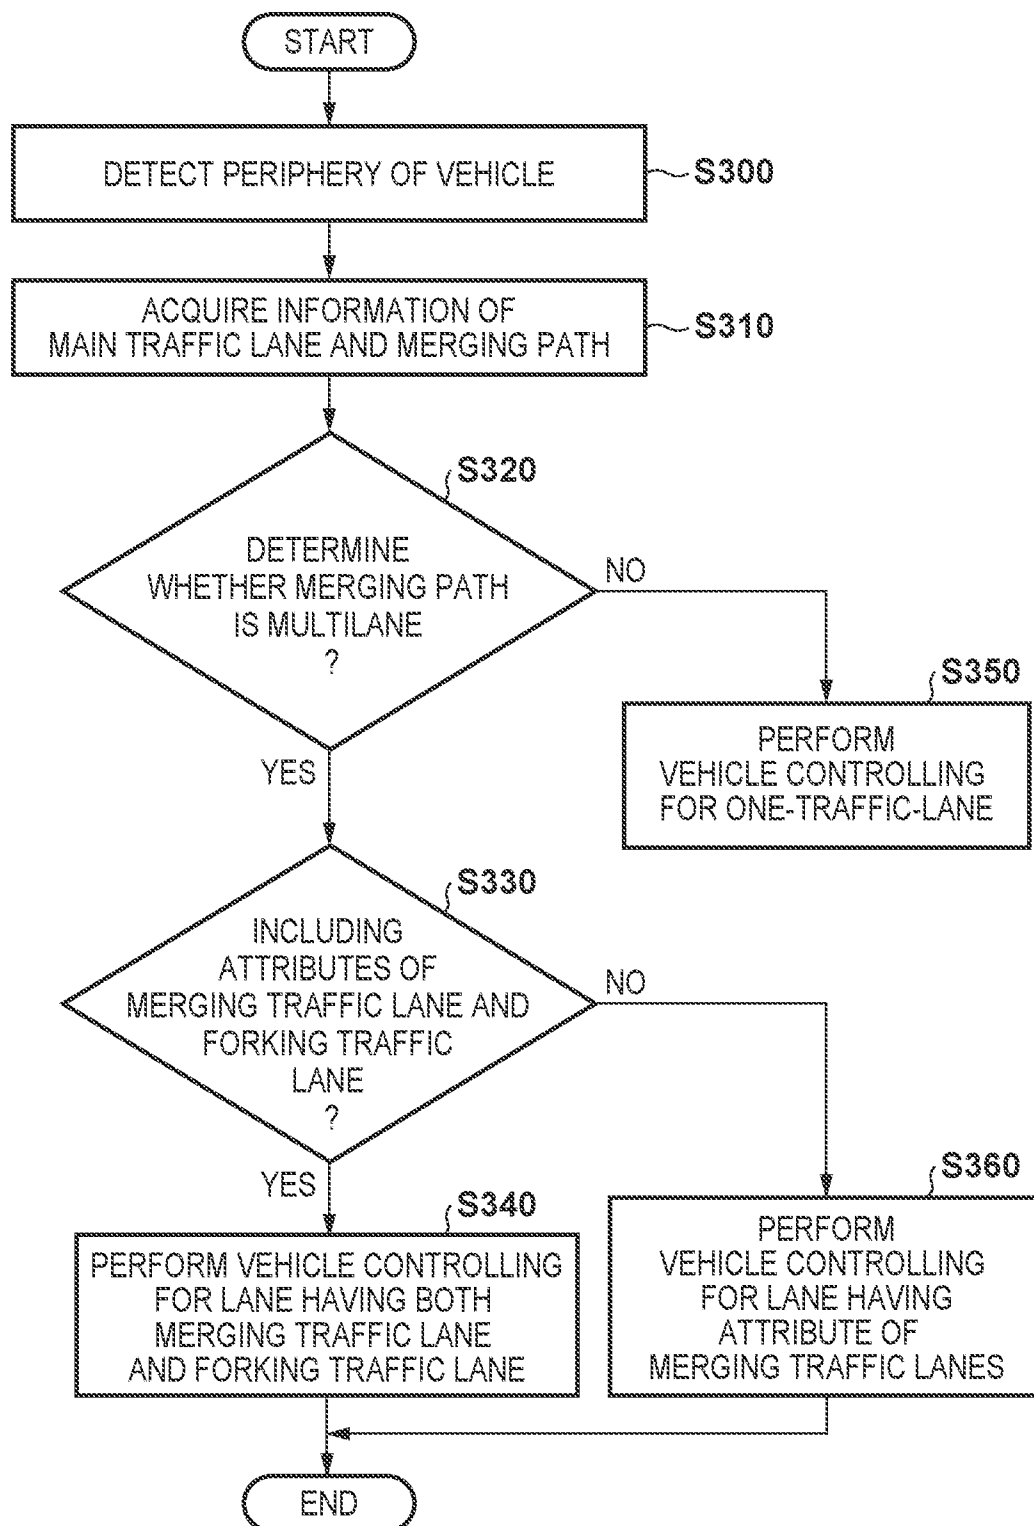 START
DETECT PERIPHERY OF VEHICLE
S300
ACQUIRE INFORMATION OF
MAIN TRAFFIC LANE AND MERGING PATH
S310
S320
DETERMINE
WHETHER MERGING PATH
IS MULTILANE
?
NO
YES
S350
PERFORM
VEHICLE CONTROLLING
FOR ONE-TRAFFIC-LANE
S330
INCLUDING
ATTRIBUTES OF
MERGING TRAFFIC LANE AND
FORKING TRAFFIC
LANE
?
NO
YES
S340
PERFORM VEHICLE CONTROLLING
FOR LANE HAVING BOTH
MERGING TRAFFIC LANE
AND FORKING TRAFFIC LANE
S360
PERFORM
VEHICLE CONTROLLING
FOR LANE HAVING
ATTRIBUTE OF
MERGING TRAFFIC LANES
END